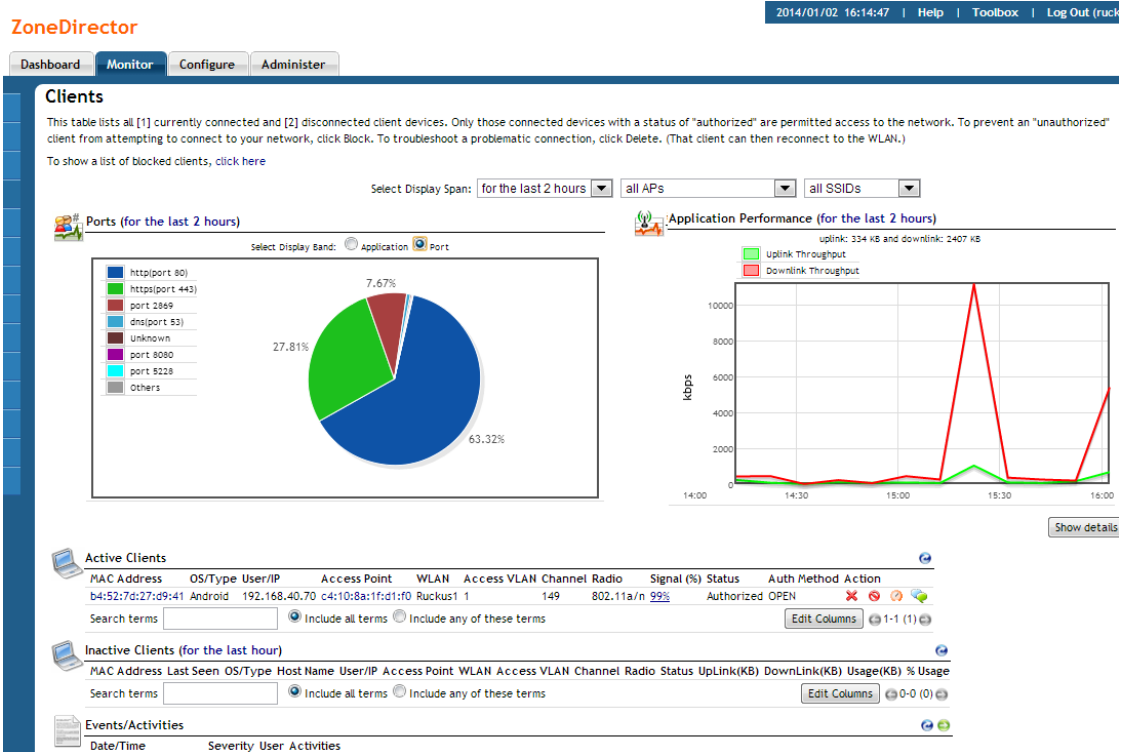 2014/01/02 16:14:47 | Help | Toolbox | Log Out (ruck
ZoneDirector
Dashboard Monitor Configure Administer
Clients
This table lists all [1] currently connected and [2] disconnected client devices. Only those connected devices with a status of "authorized" are permitted access to the network. To prevent an "unauthorized"
client from attempting to connect to your network, click Block. To troubleshoot a problematic connection, click Delete. (That client can then reconnect to the WLAN.)
To show a list of blocked clients, click here
Select Display Span: for the last 2 hours all APs all SSIDs
Ports (for the last 2 hours)
Select Display Band: Application Port
http(port 80)
https(port 443)
port 2869
dns(port 53)
Unknown
port 8080
port 5228
Others
7.67%
27.81%
63.32%
Application Performance (for the last 2 hours)
uplink: 334 KB and downlink: 2407 KB
Uplink Throughput
Downlink Throughput
kbps
10000
8000
6000
4000
2000
0
14:00 14:30 15:00 15:30 16:00
Show details
Active Clients
MAC Address OS/Type User/IP Access Point WLAN Access VLAN Channel Radio Signal (%) Status Auth Method Action
b4:52:7d:27:d9:41 Android 192.168.40.70 c4:10:8a:1f:d1:f0 Ruckus1 1 149 802.11a/n 99% Authorized OPEN
Search terms Include all terms Include any of these terms Edit Columns 1-1 (1)
Inactive Clients (for the last hour)
MAC Address Last Seen OS/Type Host Name User/IP Access Point WLAN Access VLAN Channel Radio Status UpLink(KB) DownLink(KB) Usage(KB) % Usage
Search terms Include all terms Include any of these terms Edit Columns 0-0 (0)
Events/Activities
Date/Time Severity User Activities